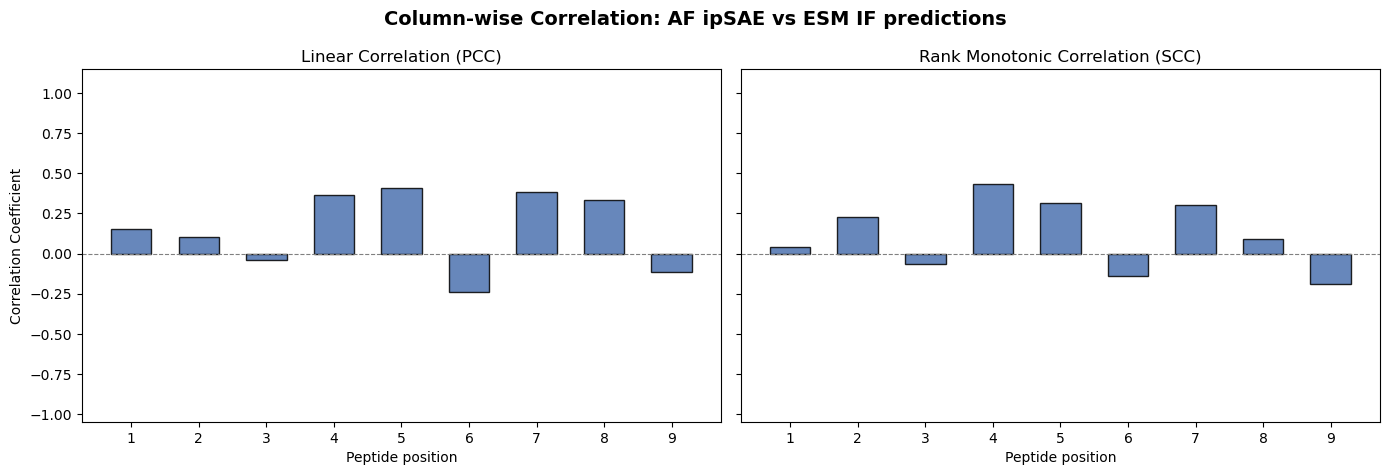 Column-wise Correlation: AF ipSAE vs ESM IF predictions
Linear Correlation (PCC)
Correlation Coefficient
1.00
0.75
0.50
0.25
0.00
−0.25
−0.50
−0.75
−1.00
1 2 3 4 5 6 7 8 9
Peptide position
Rank Monotonic Correlation (SCC)
1 2 3 4 5 6 7 8 9
Peptide position